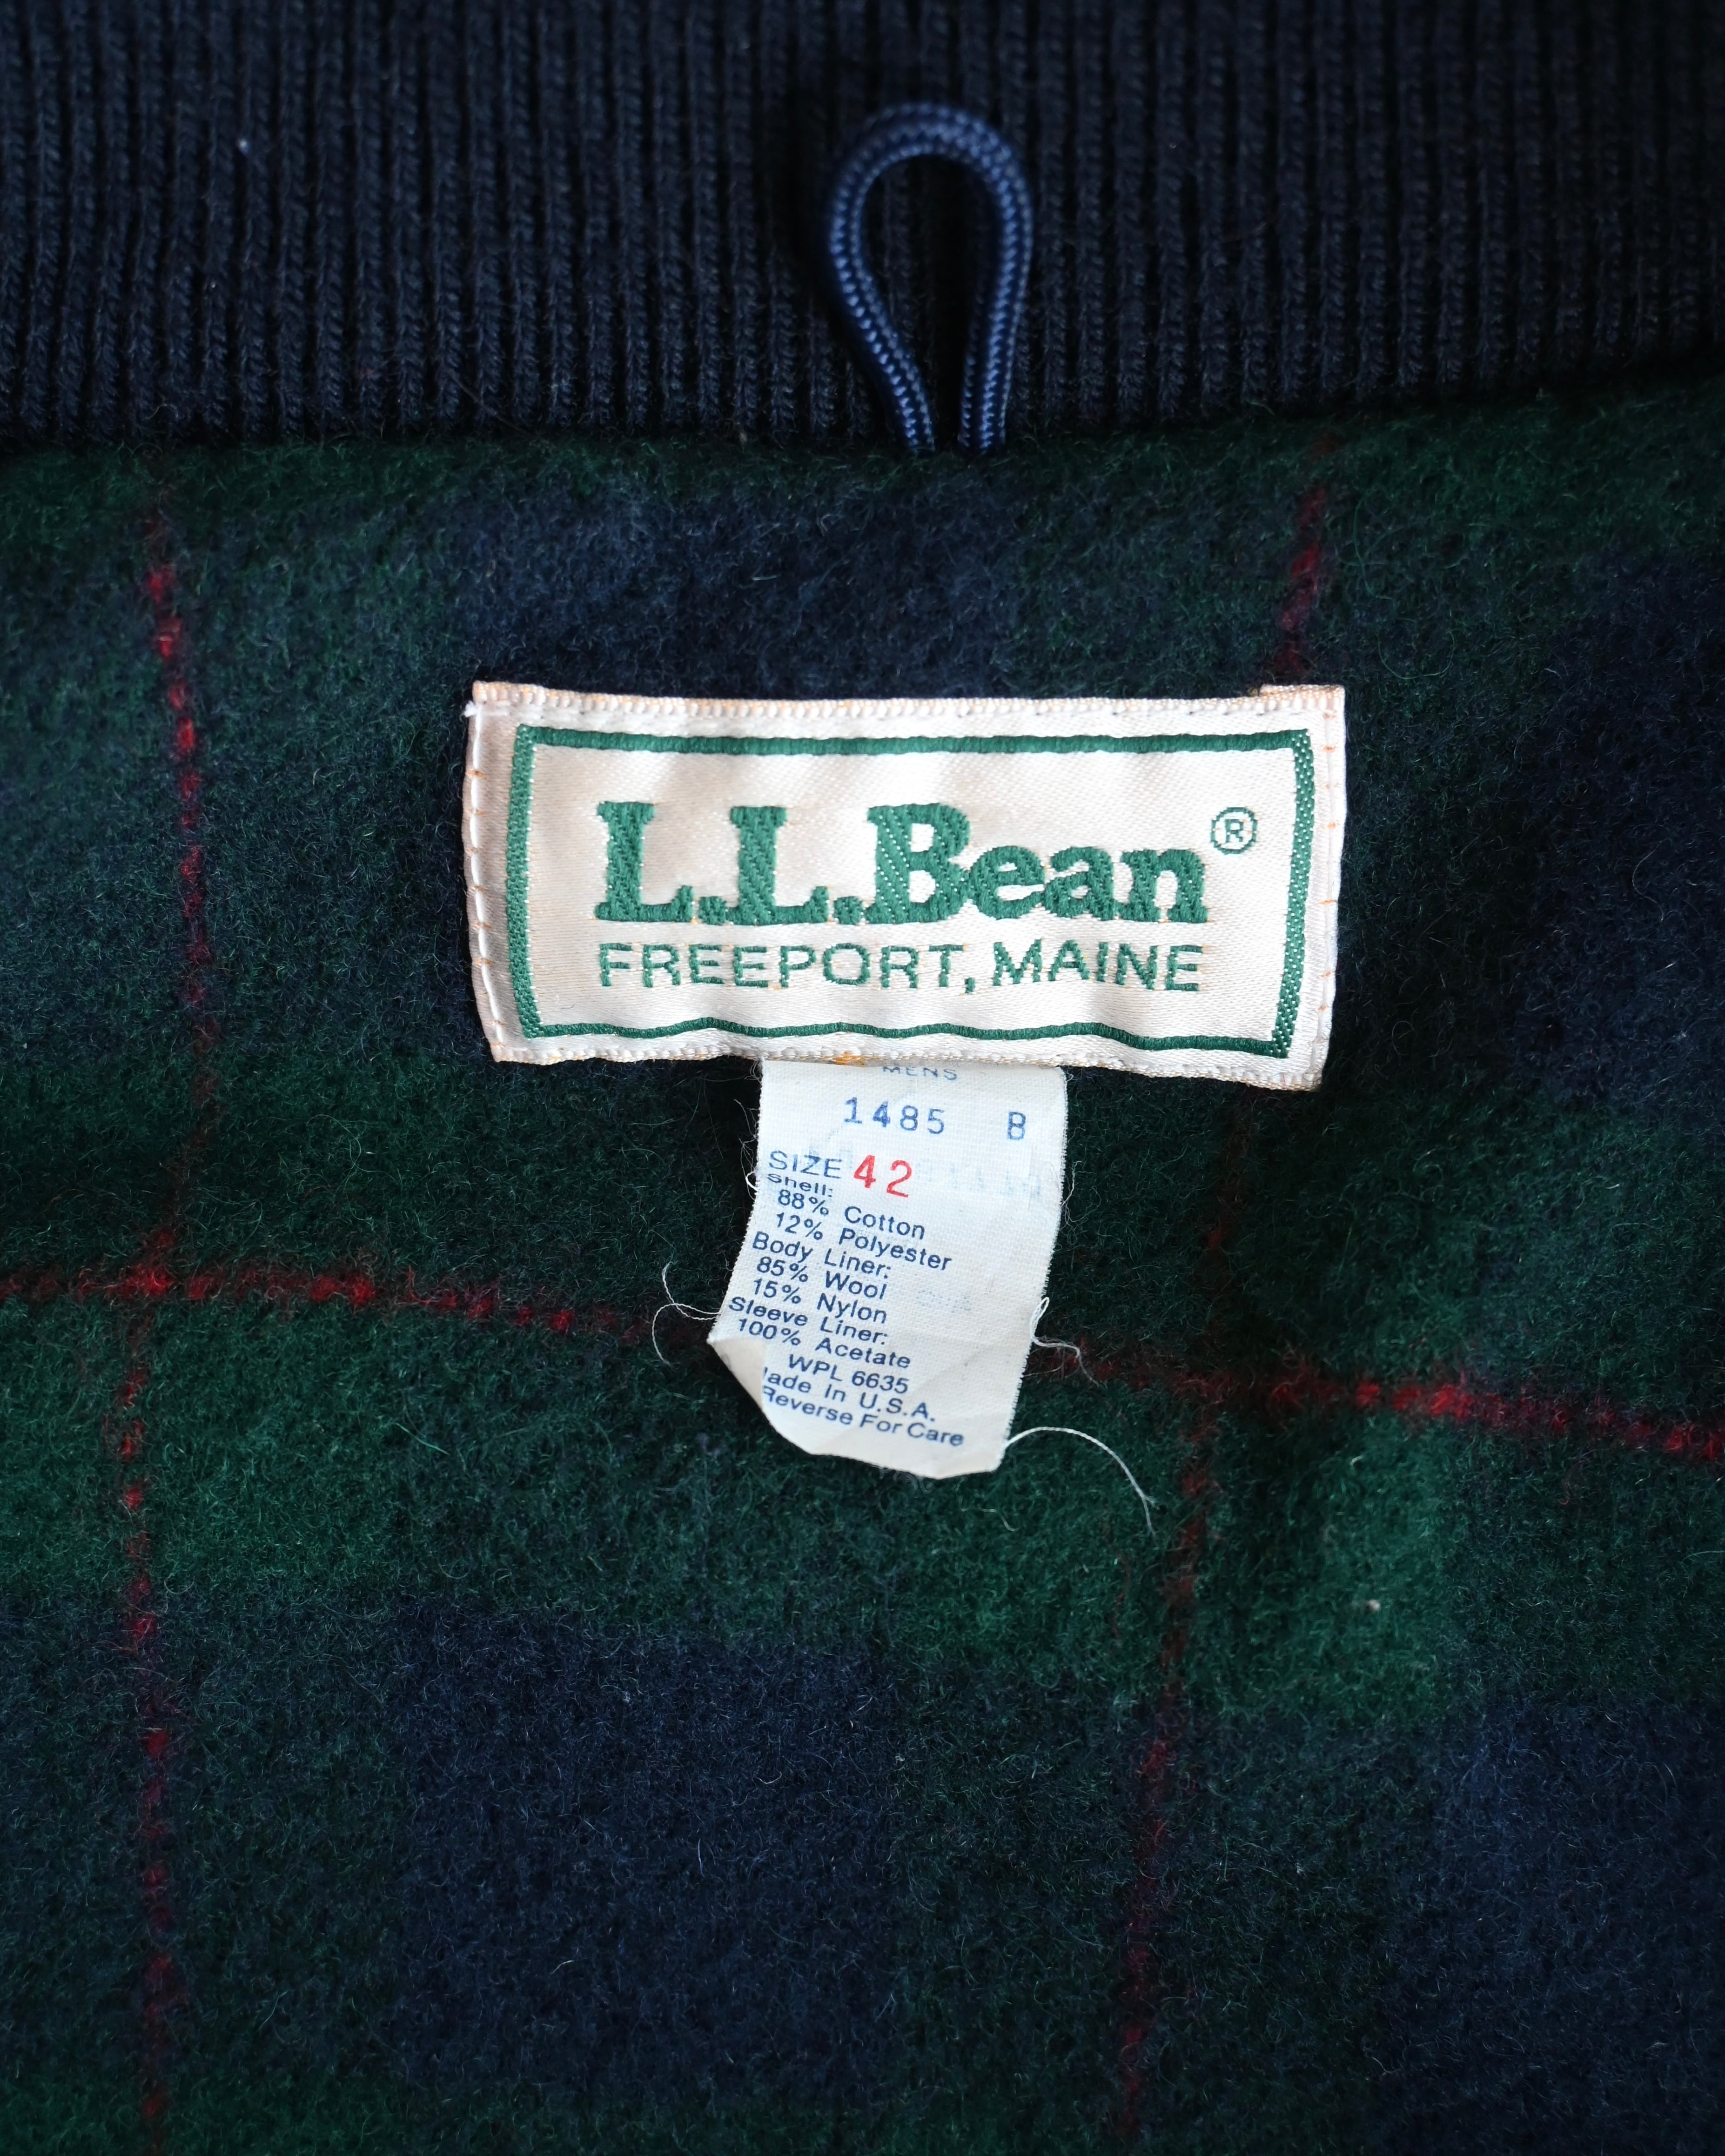 L.L.Bean®
FREEPORT, MAINE
MENS
1485 B
SIZE 42
Shell:
88% Cotton
12% Polyester
Body Liner:
85% Wool
15% Nylon
Sleeve Liner:
100% Acetate
WPL 6635
ade In U.S.A.
Reverse For Care